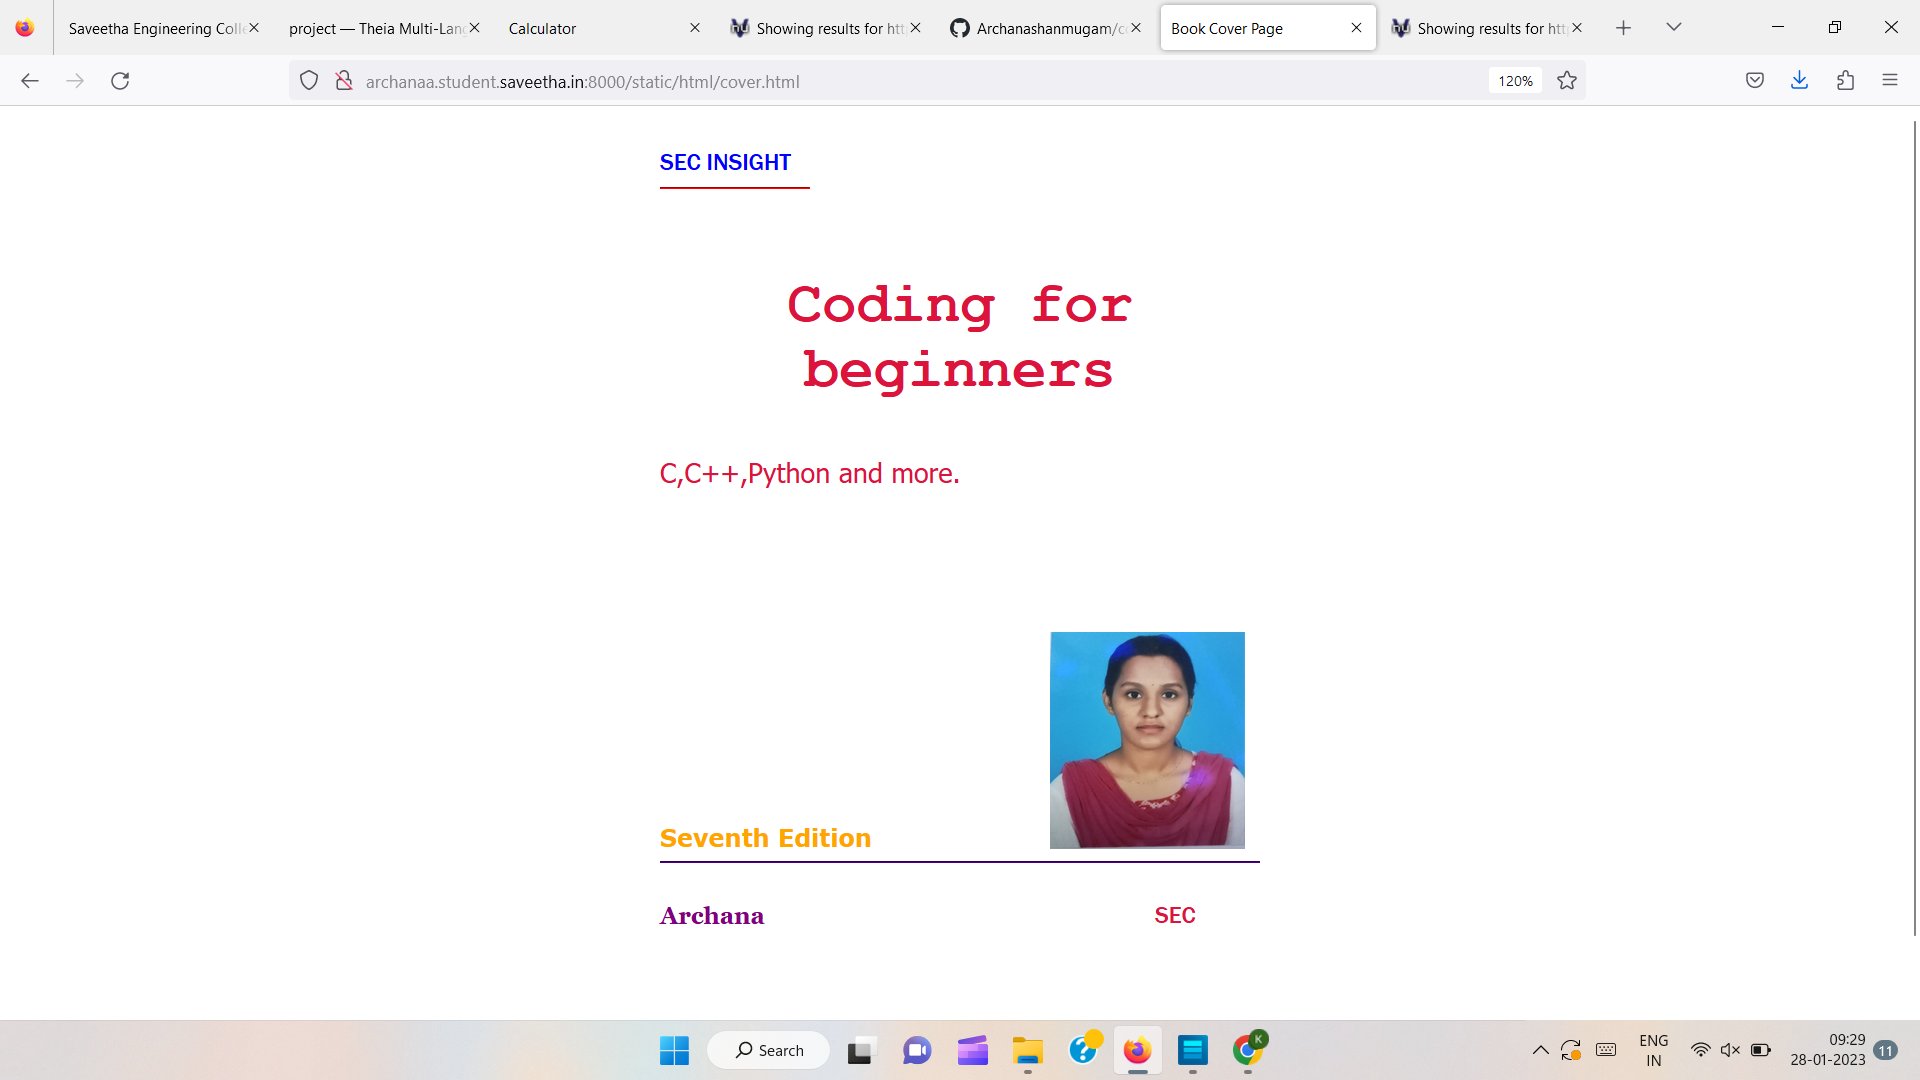 Saveetha Engineering Colle
project — Theia Multi-Lang
Calculator
Showing results for htt
Archanashanmugam/c
Book Cover Page
Showing results for htt
archanaa.student.saveetha.in:8000/static/html/cover.html
120%
SEC INSIGHT
Coding for
beginners
C,C++,Python and more.
Seventh Edition
Archana
SEC
Search
K
ENG
IN
09:29
28-01-2023
11